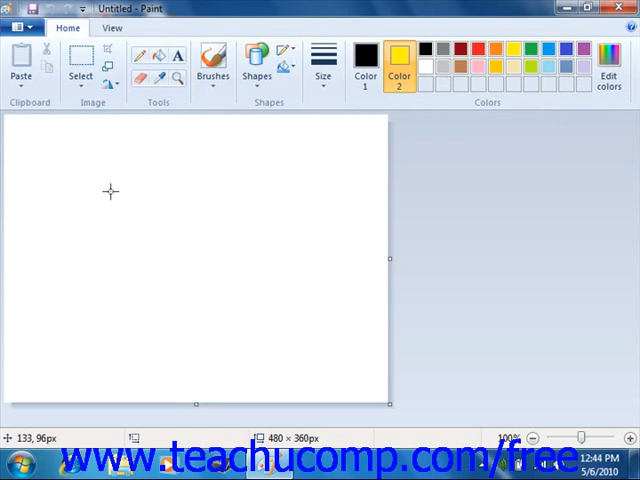 Untitled - Paint
Home View
Paste Select Brushes Shapes Size Color 1 Color 2 Edit colors
Clipboard Image Tools Shapes Colors
133, 96px 480 × 360px 100%
www.teachucomp.com/free
12:44 PM
5/6/2010